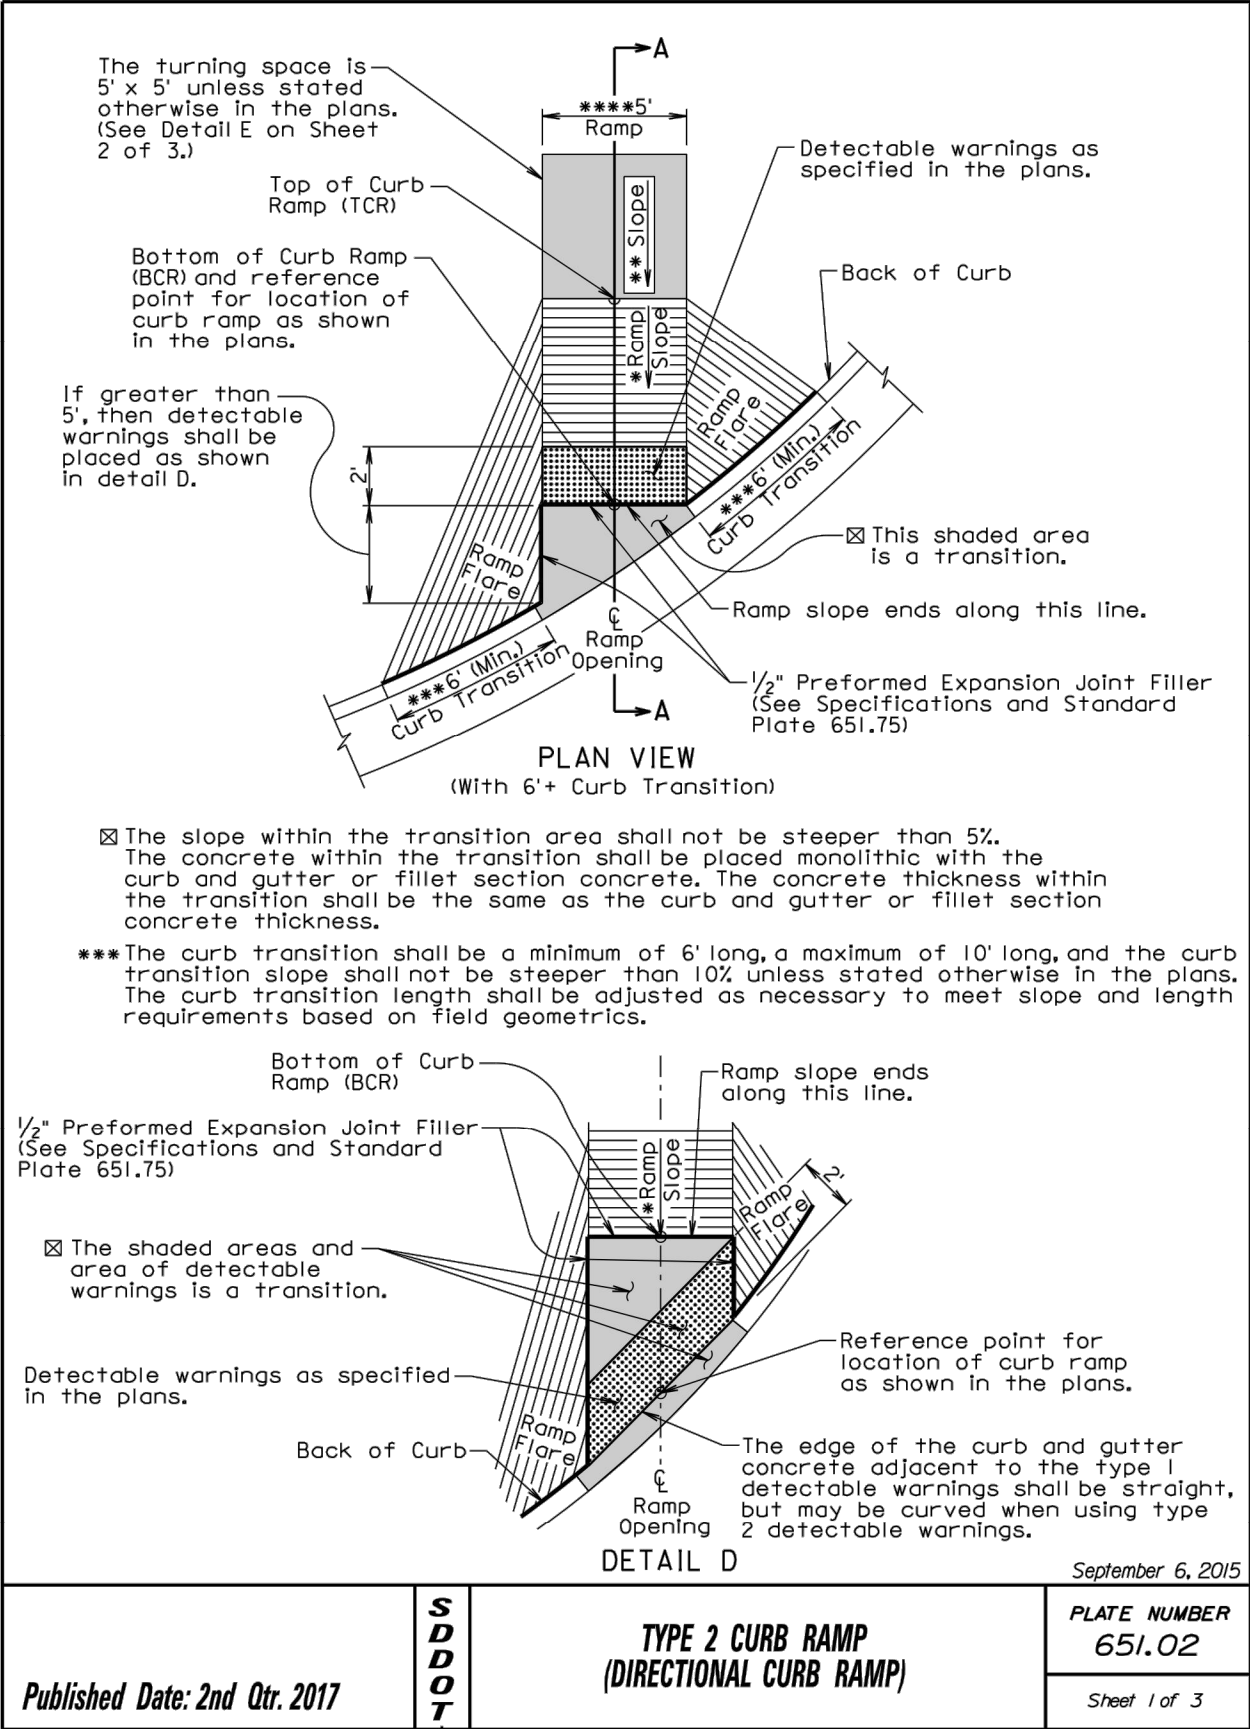 A
The turning space is
5' x 5' unless stated
otherwise in the plans.
(See Detail E on Sheet
2 of 3.)
****5'
Ramp
Detectable warnings as
specified in the plans.
Top of Curb
Ramp (TCR)
** Slope
Bottom of Curb Ramp
(BCR) and reference
point for location of
curb ramp as shown
in the plans.
Back of Curb
*Ramp
Slope
If greater than
5', then detectable
warnings shall be
placed as shown
in detail D.
Ramp
Flare
2'
***6' (Min.)
Curb Transition
☒ This shaded area
is a transition.
Ramp
Flare
Ramp slope ends along this line.
℄
Ramp
Opening
***6' (Min.)
Curb Transition
1/2" Preformed Expansion Joint Filler
(See Specifications and Standard
Plate 651.75)
A
PLAN VIEW
(With 6'+ Curb Transition)
☒ The slope within the transition area shall not be steeper than 5%.
The concrete within the transition shall be placed monolithic with the
curb and gutter or fillet section concrete. The concrete thickness within
the transition shall be the same as the curb and gutter or fillet section
concrete thickness.
*** The curb transition shall be a minimum of 6' long, a maximum of 10' long, and the curb
transition slope shall not be steeper than 10% unless stated otherwise in the plans.
The curb transition length shall be adjusted as necessary to meet slope and length
requirements based on field geometrics.
Bottom of Curb
Ramp (BCR)
Ramp slope ends
along this line.
1/2" Preformed Expansion Joint Filler
(See Specifications and Standard
Plate 651.75)
*Ramp
Slope
2'
Ramp
Flare
☒ The shaded areas and
area of detectable
warnings is a transition.
Reference point for
location of curb ramp
as shown in the plans.
Detectable warnings as specified
in the plans.
Ramp
Flare
Back of Curb
The edge of the curb and gutter
concrete adjacent to the type 1
detectable warnings shall be straight,
but may be curved when using type
2 detectable warnings.
℄
Ramp
Opening
DETAIL D
September 6, 2015
Published Date: 2nd Qtr. 2017
SDDOT
TYPE 2 CURB RAMP
(DIRECTIONAL CURB RAMP)
PLATE NUMBER
651.02
Sheet 1 of 3